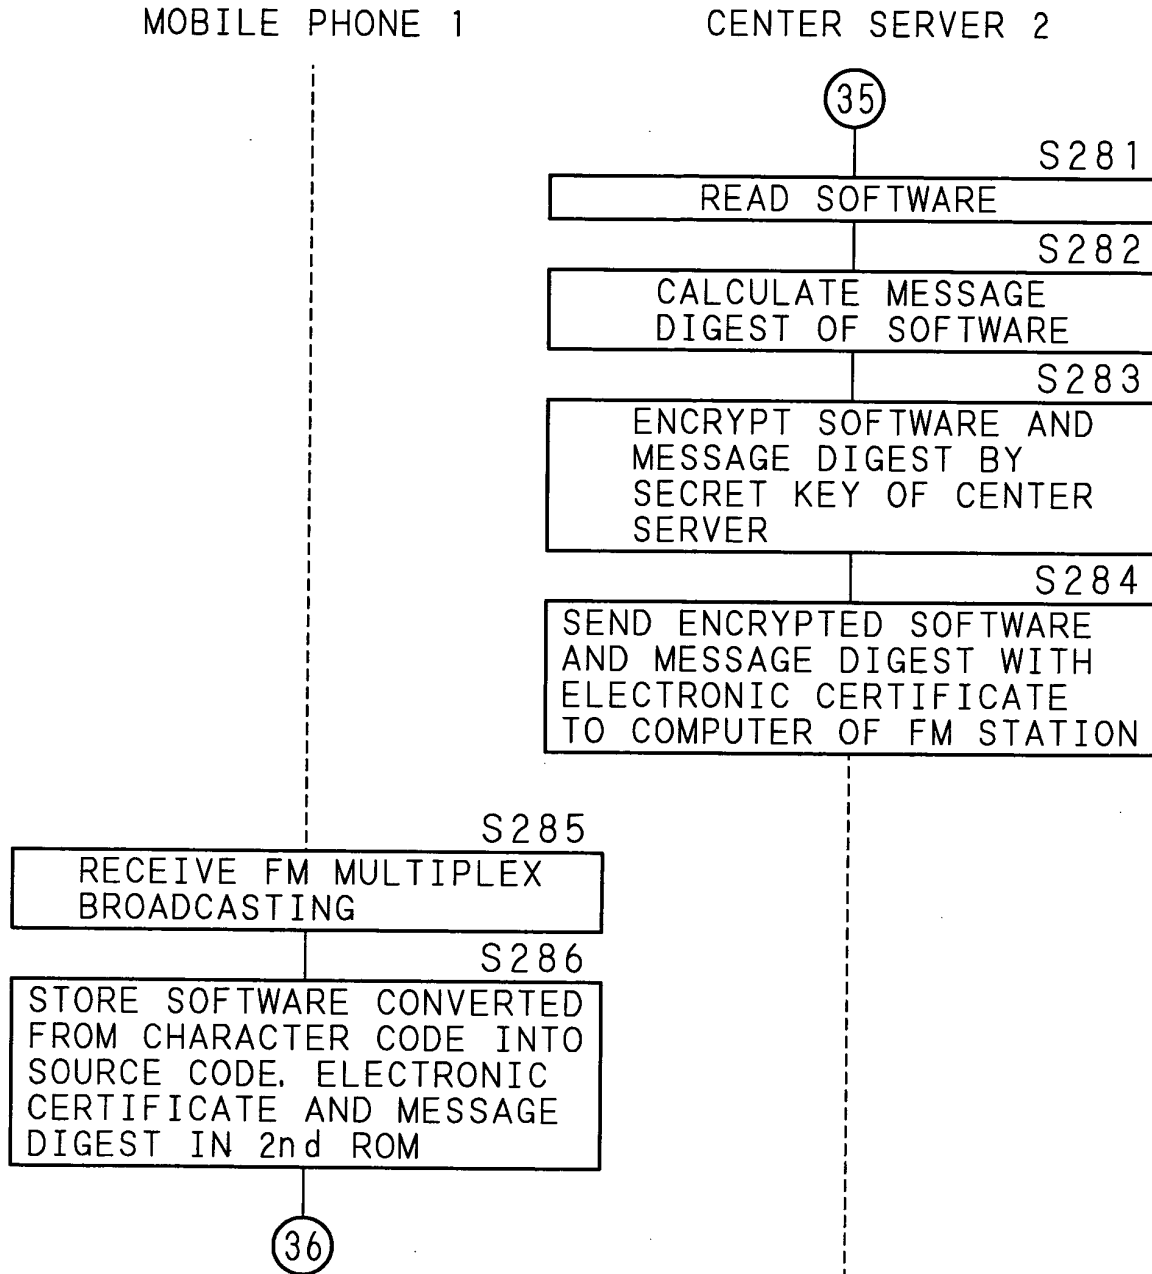 MOBILE PHONE 1
CENTER SERVER 2
35
S281
READ SOFTWARE
S282
CALCULATE MESSAGE
DIGEST OF SOFTWARE
S283
ENCRYPT SOFTWARE AND
MESSAGE DIGEST BY
SECRET KEY OF CENTER
SERVER
S284
SEND ENCRYPTED SOFTWARE
AND MESSAGE DIGEST WITH
ELECTRONIC CERTIFICATE
TO COMPUTER OF FM STATION
S285
RECEIVE FM MULTIPLEX
BROADCASTING
S286
STORE SOFTWARE CONVERTED
FROM CHARACTER CODE INTO
SOURCE CODE, ELECTRONIC
CERTIFICATE AND MESSAGE
DIGEST IN 2nd ROM
36